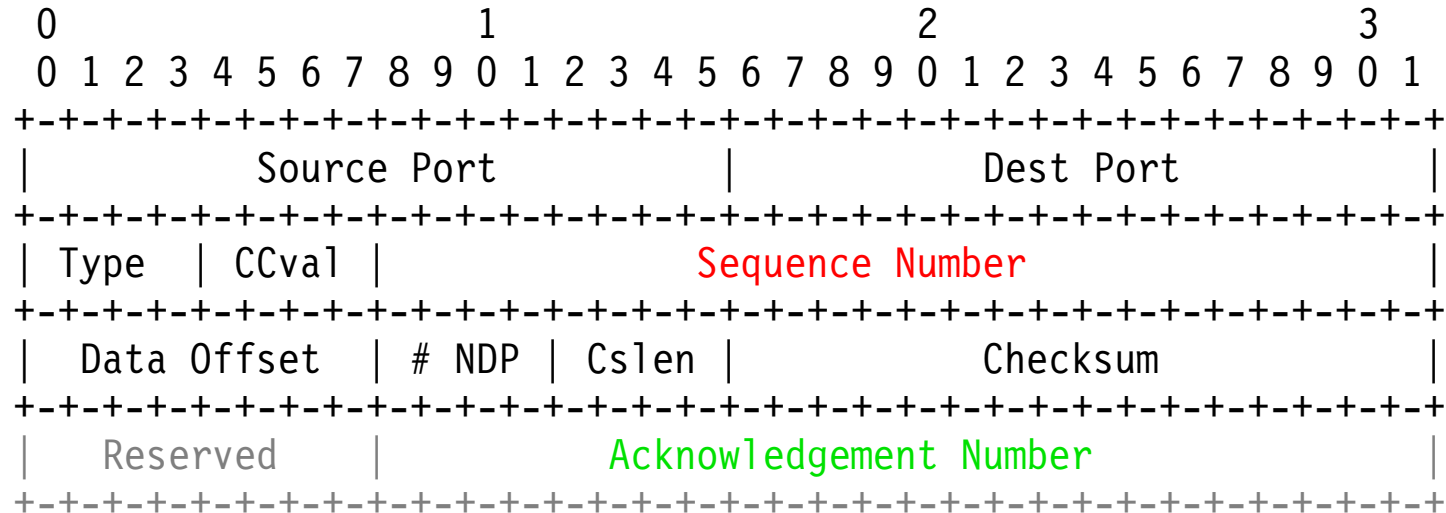 0                   1                   2                   3
 0 1 2 3 4 5 6 7 8 9 0 1 2 3 4 5 6 7 8 9 0 1 2 3 4 5 6 7 8 9 0 1
+-+-+-+-+-+-+-+-+-+-+-+-+-+-+-+-+-+-+-+-+-+-+-+-+-+-+-+-+-+-+-+-+
|          Source Port          |           Dest Port           |
+-+-+-+-+-+-+-+-+-+-+-+-+-+-+-+-+-+-+-+-+-+-+-+-+-+-+-+-+-+-+-+-+
| Type  | CCval |              Sequence Number                  |
+-+-+-+-+-+-+-+-+-+-+-+-+-+-+-+-+-+-+-+-+-+-+-+-+-+-+-+-+-+-+-+-+
|  Data Offset  | # NDP | Cslen |           Checksum            |
+-+-+-+-+-+-+-+-+-+-+-+-+-+-+-+-+-+-+-+-+-+-+-+-+-+-+-+-+-+-+-+-+
|   Reserved    |          Acknowledgement Number               |
+-+-+-+-+-+-+-+-+-+-+-+-+-+-+-+-+-+-+-+-+-+-+-+-+-+-+-+-+-+-+-+-+